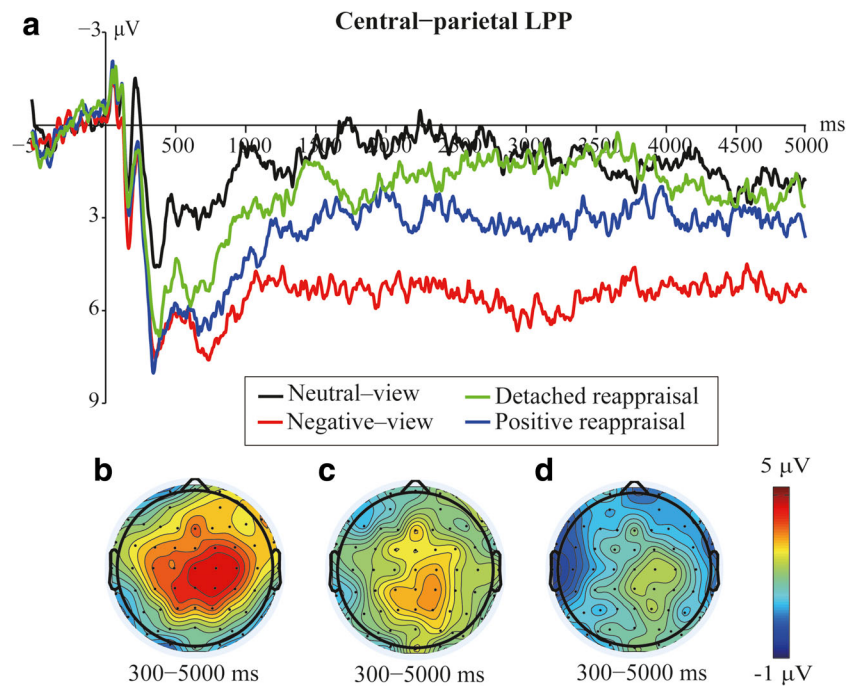 a
Central−parietal LPP
−3 μV
ms
500 1000 2000 3000 3500 4000 4500 5000
3
6
9
Neutral−view
Detached reappraisal
Negative−view
Positive reappraisal
b c d
5 μV
-1 μV
300−5000 ms 300−5000 ms 300−5000 ms